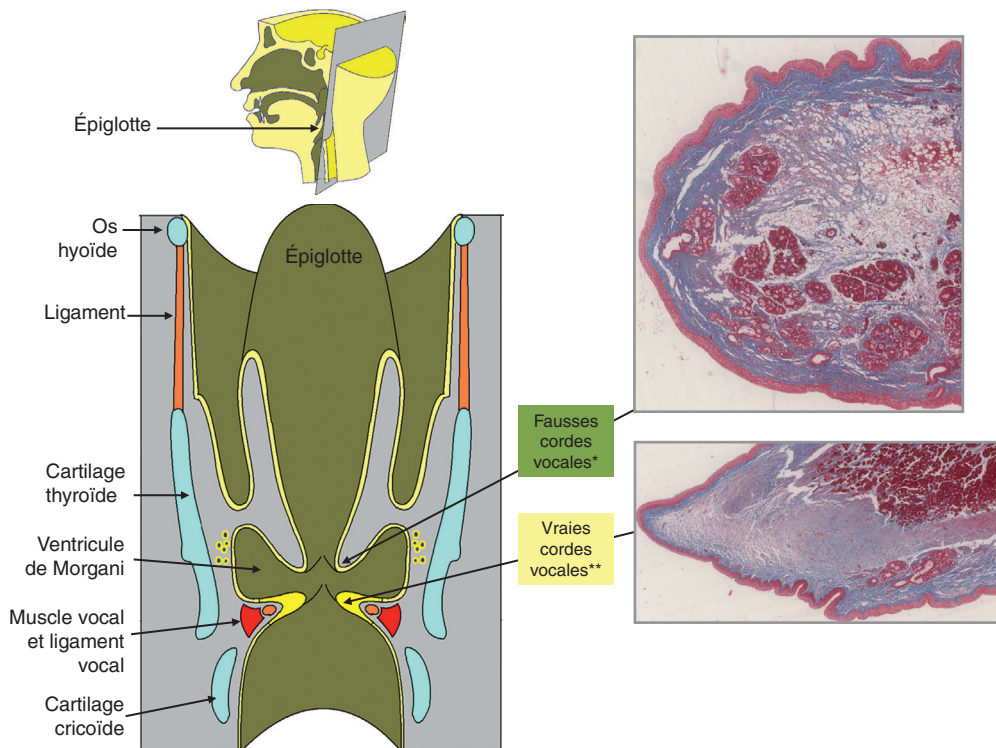 Épiglotte
Os
hyoïde
Épiglotte
Ligament
Fausses
cordes
vocales*
Cartilage
thyroïde
Vraies
cordes
vocales**
Ventricule
de Morgani
Muscle vocal
et ligament
vocal
Cartilage
cricoïde